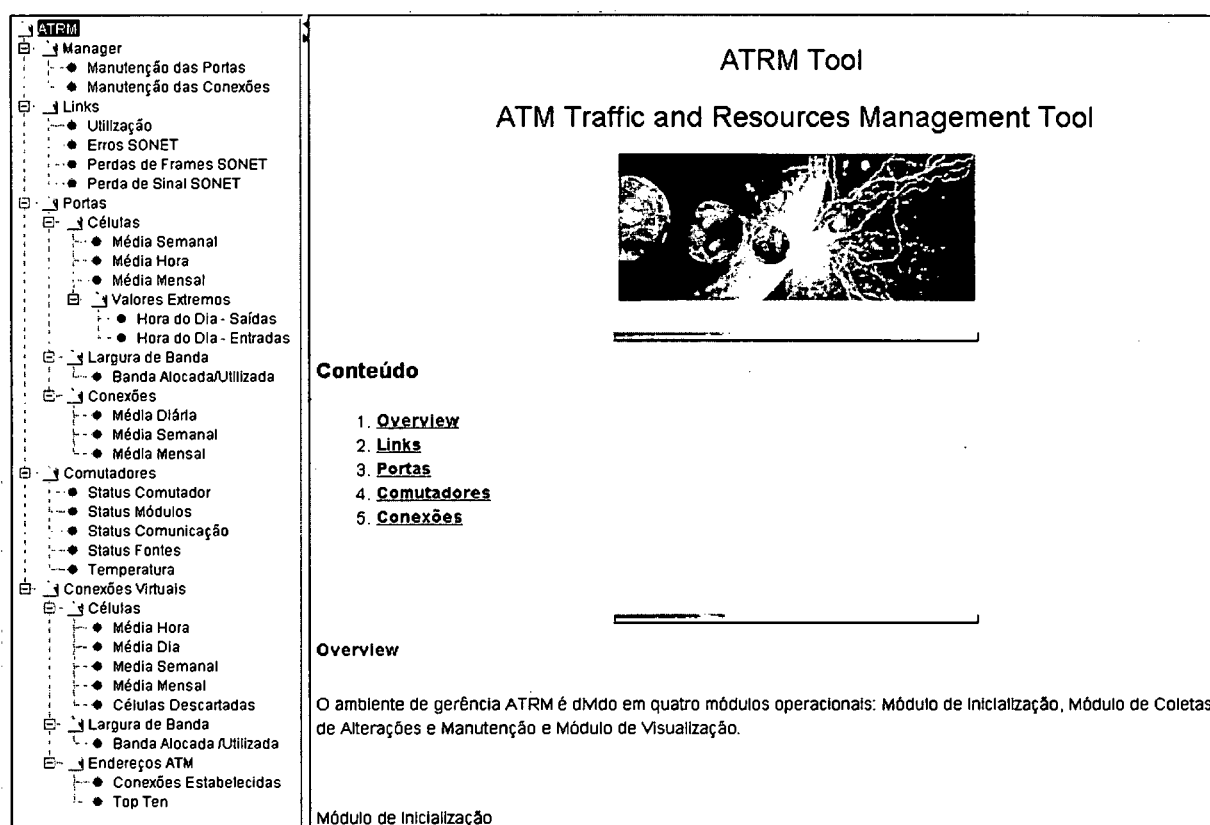 ATRM
Manager
Manutenção das Portas
Manutenção das Conexões
Links
Utilização
Erros SONET
Perdas de Frames SONET
Perda de Sinal SONET
Portas
Células
Média Semanal
Média Hora
Média Mensal
Valores Extremos
Hora do Dia - Saídas
Hora do Dia - Entradas
Largura de Banda
Banda Alocada/Utilizada
Conexões
Média Diária
Média Semanal
Média Mensal
Comutadores
Status Comutador
Status Módulos
Status Comunicação
Status Fontes
Temperatura
Conexões Virtuais
Células
Média Hora
Média Dia
Media Semanal
Média Mensal
Células Descartadas
Largura de Banda
Banda Alocada /Utilizada
Endereços ATM
Conexões Estabelecidas
Top Ten
ATRM Tool
ATM Traffic and Resources Management Tool
Conteúdo
1. Overview
2. Links
3. Portas
4. Comutadores
5. Conexões
Overview
O ambiente de gerência ATRM é dMdo em quatro módulos operacionais: Módulo de Inicialização, Módulo de Coletas
de Alterações e Manutenção e Módulo de Visualização.
Módulo de Inicialização